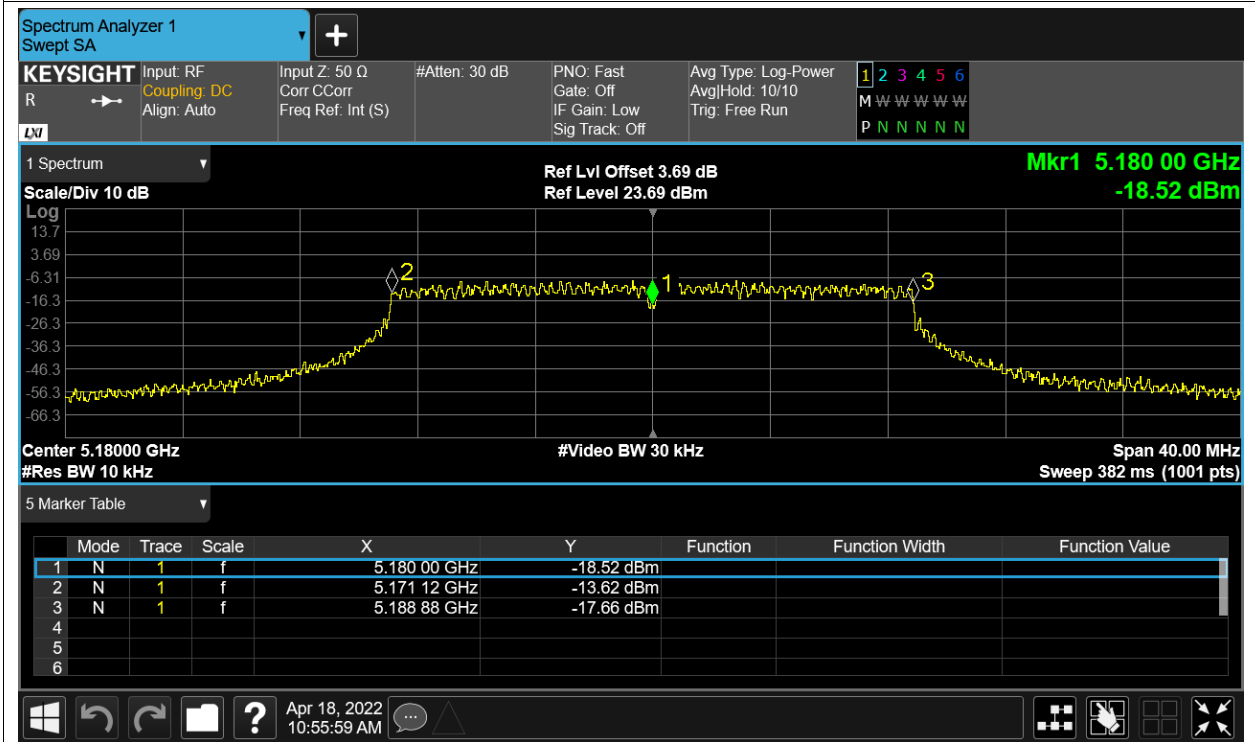 Spectrum Analyzer 1
Swept SA
+
KEYSIGHT
R
LXI
Input: RF
Coupling: DC
Align: Auto
Input Z: 50 Ω
Corr CCorr
Freq Ref: Int (S)
#Atten: 30 dB
PNO: Fast
Gate: Off
IF Gain: Low
Sig Track: Off
Avg Type: Log-Power
Avg|Hold: 10/10
Trig: Free Run
1 2 3 4 5 6
M W W W W W
P N N N N N
1 Spectrum
Scale/Div 10 dB
Ref Lvl Offset 3.69 dB
Ref Level 23.69 dBm
Mkr1 5.180 00 GHz
-18.52 dBm
Log
13.7
3.69
-6.31
-16.3
-26.3
-36.3
-46.3
-56.3
-66.3
2
1
3
Center 5.18000 GHz
#Res BW 10 kHz
#Video BW 30 kHz
Span 40.00 MHz
Sweep 382 ms (1001 pts)
5 Marker Table
Mode Trace Scale X Y Function Function Width Function Value
1 N 1 f 5.180 00 GHz -18.52 dBm
2 N 1 f 5.171 12 GHz -13.62 dBm
3 N 1 f 5.188 88 GHz -17.66 dBm
4
5
6
?
Apr 18, 2022
10:55:59 AM